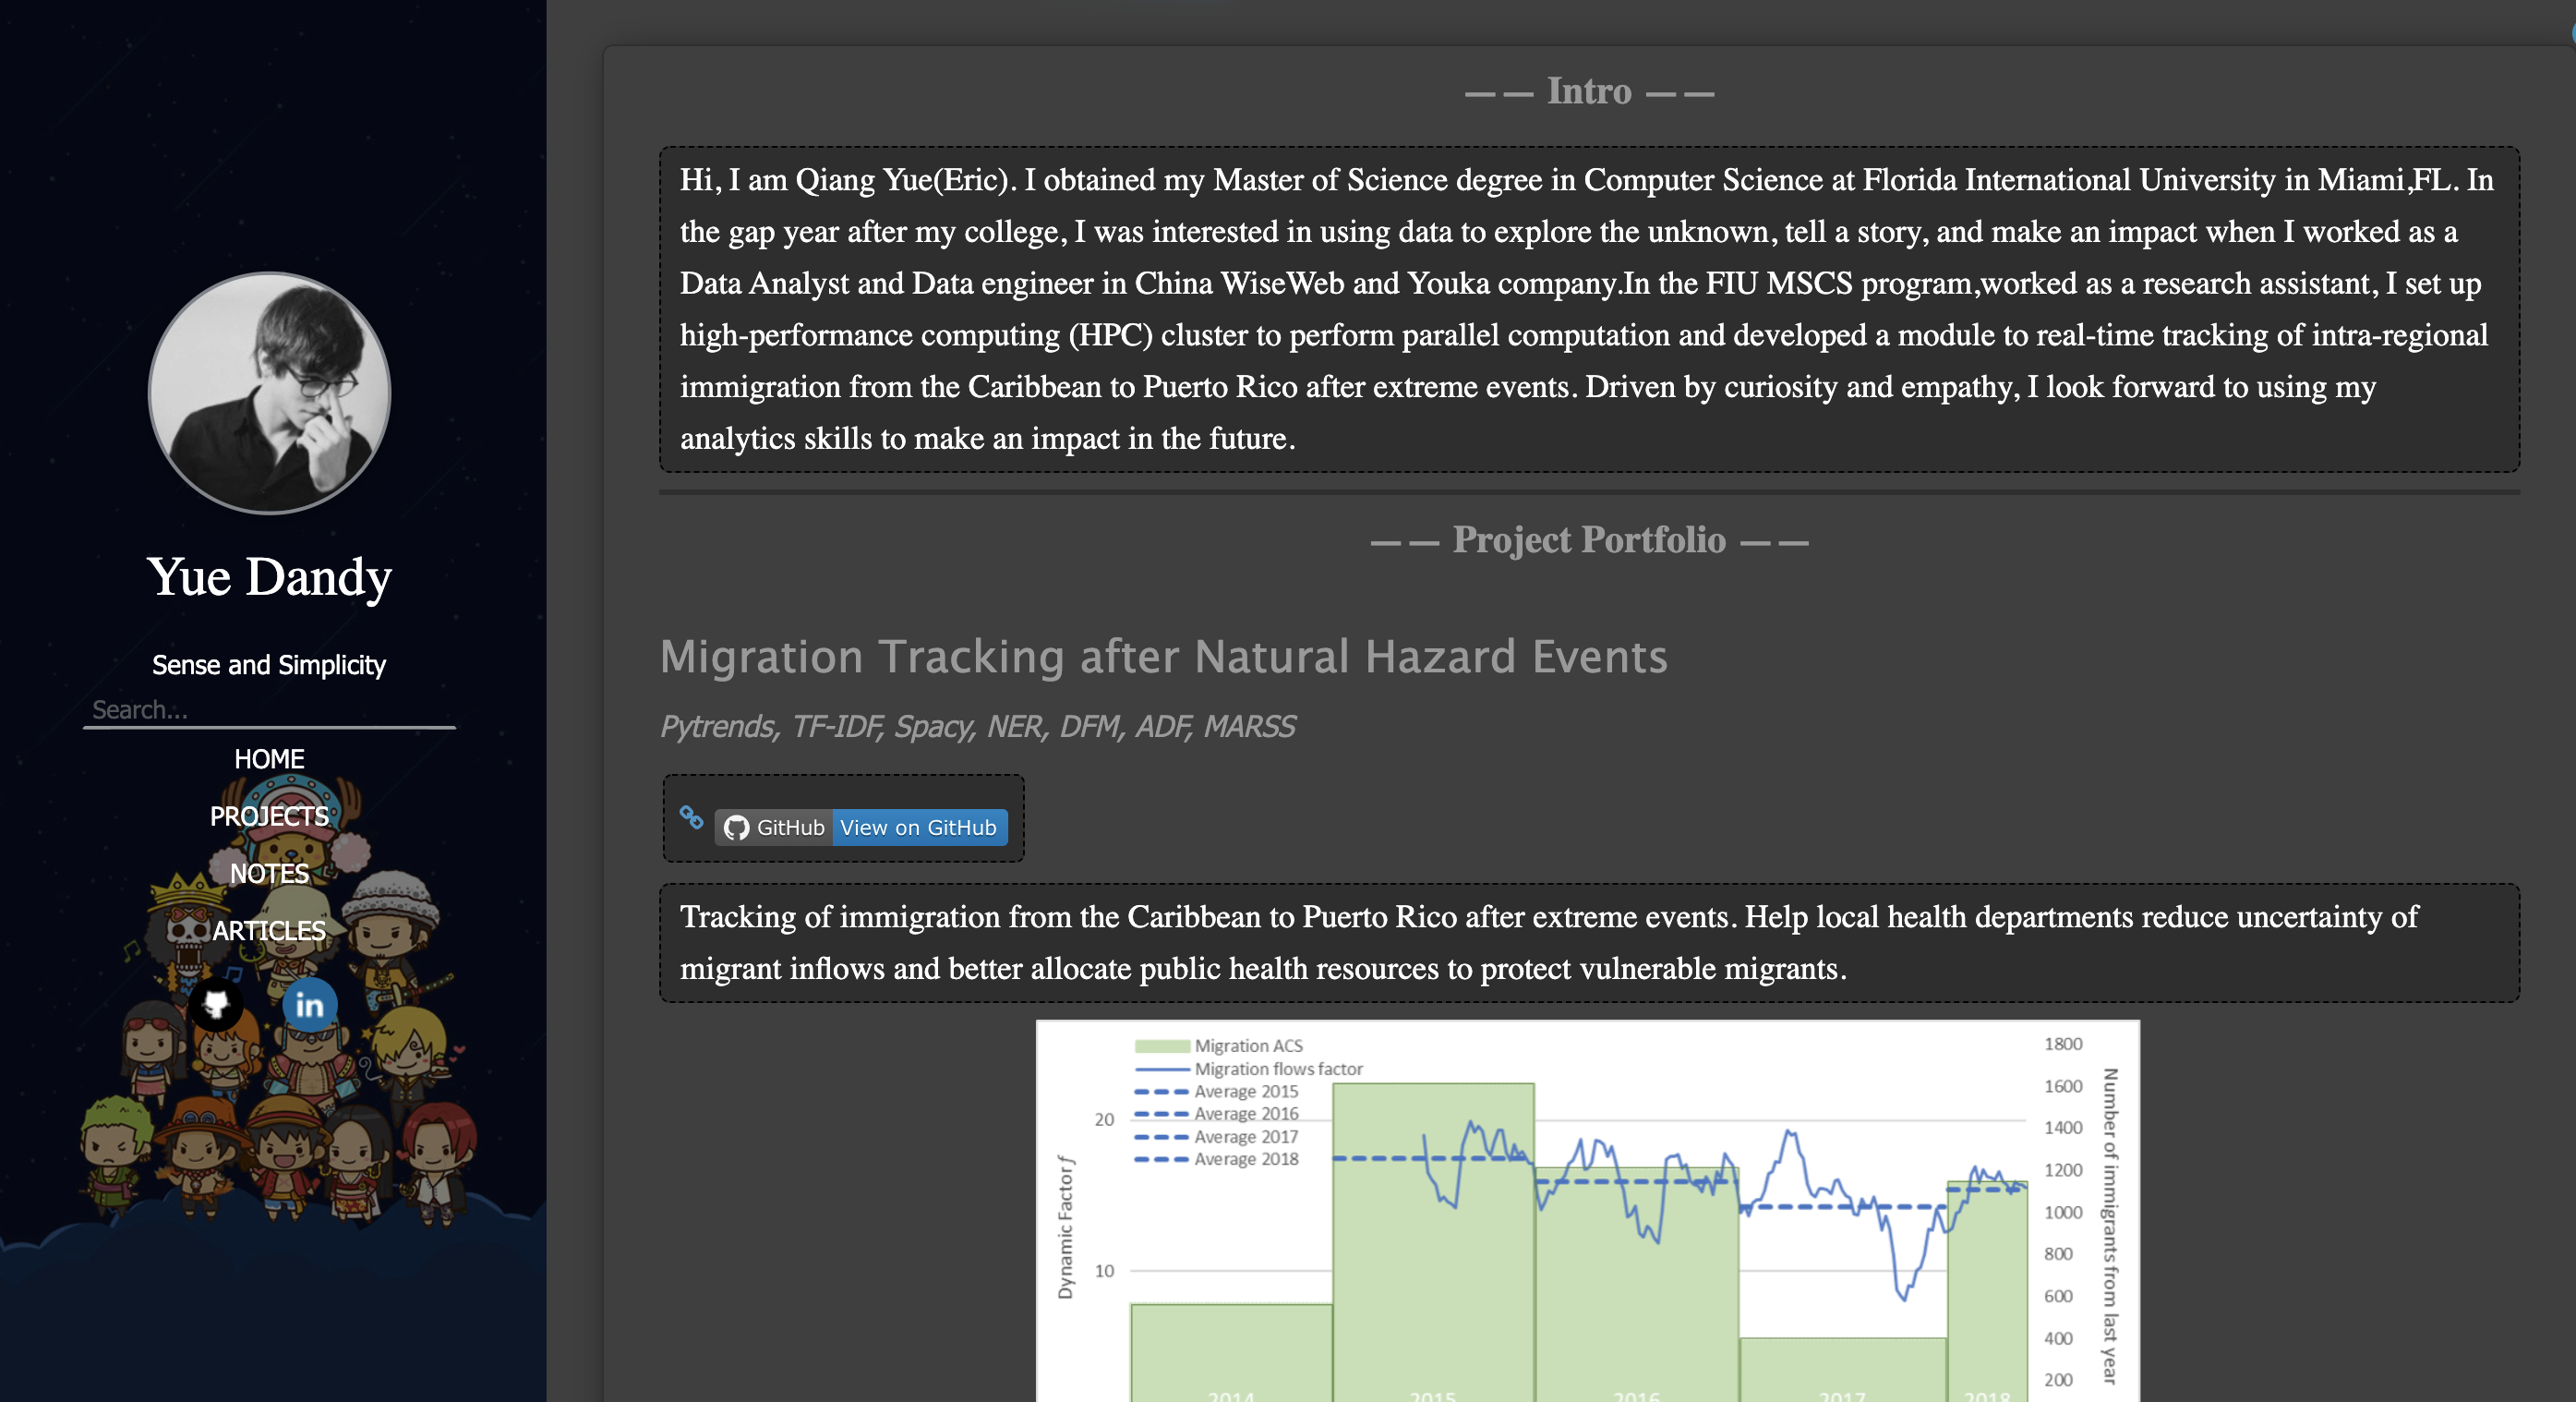 Yue Dandy
Sense and Simplicity
Search...
HOME
PROJECTS
NOTES
ARTICLES
in
—— Intro ——
Hi, I am Qiang Yue(Eric). I obtained my Master of Science degree in Computer Science at Florida International University in Miami,FL. In
the gap year after my college, I was interested in using data to explore the unknown, tell a story, and make an impact when I worked as a
Data Analyst and Data engineer in China WiseWeb and Youka company.In the FIU MSCS program,worked as a research assistant, I set up
high-performance computing (HPC) cluster to perform parallel computation and developed a module to real-time tracking of intra-regional
immigration from the Caribbean to Puerto Rico after extreme events. Driven by curiosity and empathy, I look forward to using my
analytics skills to make an impact in the future.
—— Project Portfolio ——
Migration Tracking after Natural Hazard Events
Pytrends, TF-IDF, Spacy, NER, DFM, ADF, MARSS
GitHub View on GitHub
Tracking of immigration from the Caribbean to Puerto Rico after extreme events. Help local health departments reduce uncertainty of
migrant inflows and better allocate public health resources to protect vulnerable migrants.
Migration ACS
Migration flows factor
Average 2015
Average 2016
Average 2017
Average 2018
Dynamic Factor f
20
10
1800
1600
1400
1200
1000
800
600
400
200
Number of immigrants from last year
2014
2015
2016
2017
2018